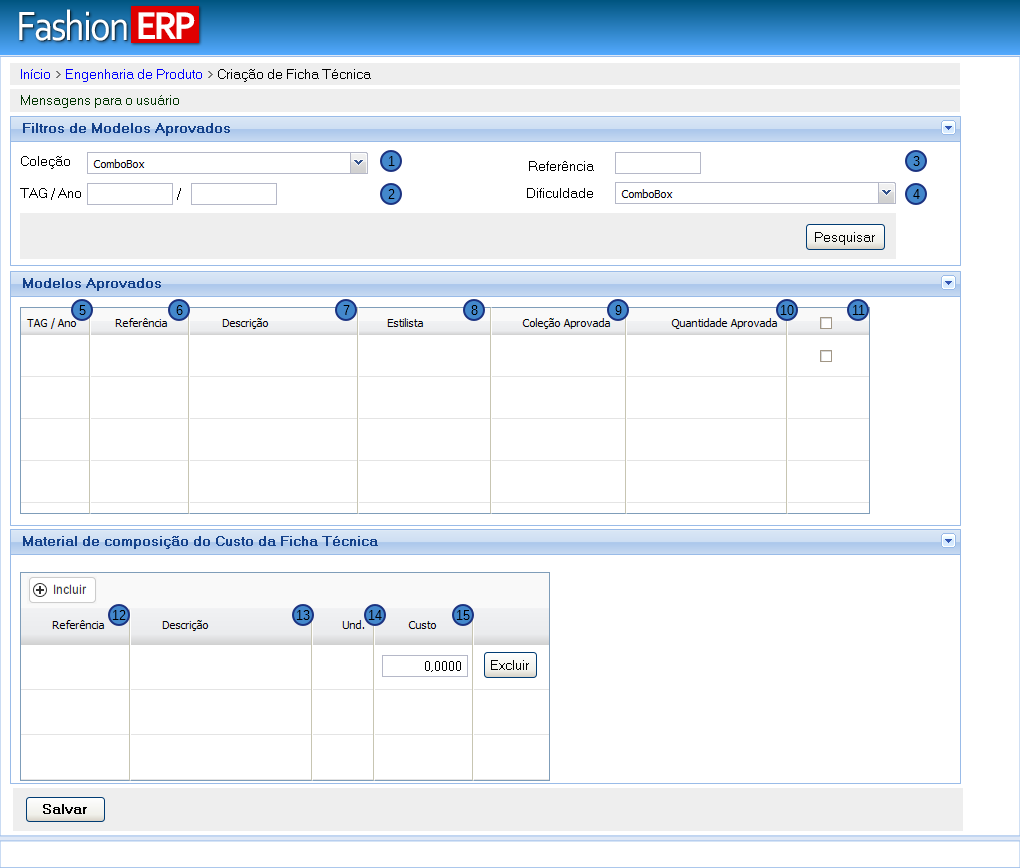 Fashion ERP
Início > Engenharia de Produto > Criação de Ficha Técnica
Mensagens para o usuário
Filtros de Modelos Aprovados
Coleção ComboBox 1 Referência 3
TAG / Ano / 2 Dificuldade ComboBox 4
Pesquisar
Modelos Aprovados
TAG / Ano 5 Referência 6 Descrição 7 Estilista 8 Coleção Aprovada 9 Quantidade Aprovada 10 11
Material de composição do Custo da Ficha Técnica
Incluir
Referência 12 Descrição 13 Und. 14 Custo 15
0,0000 Excluir
Salvar